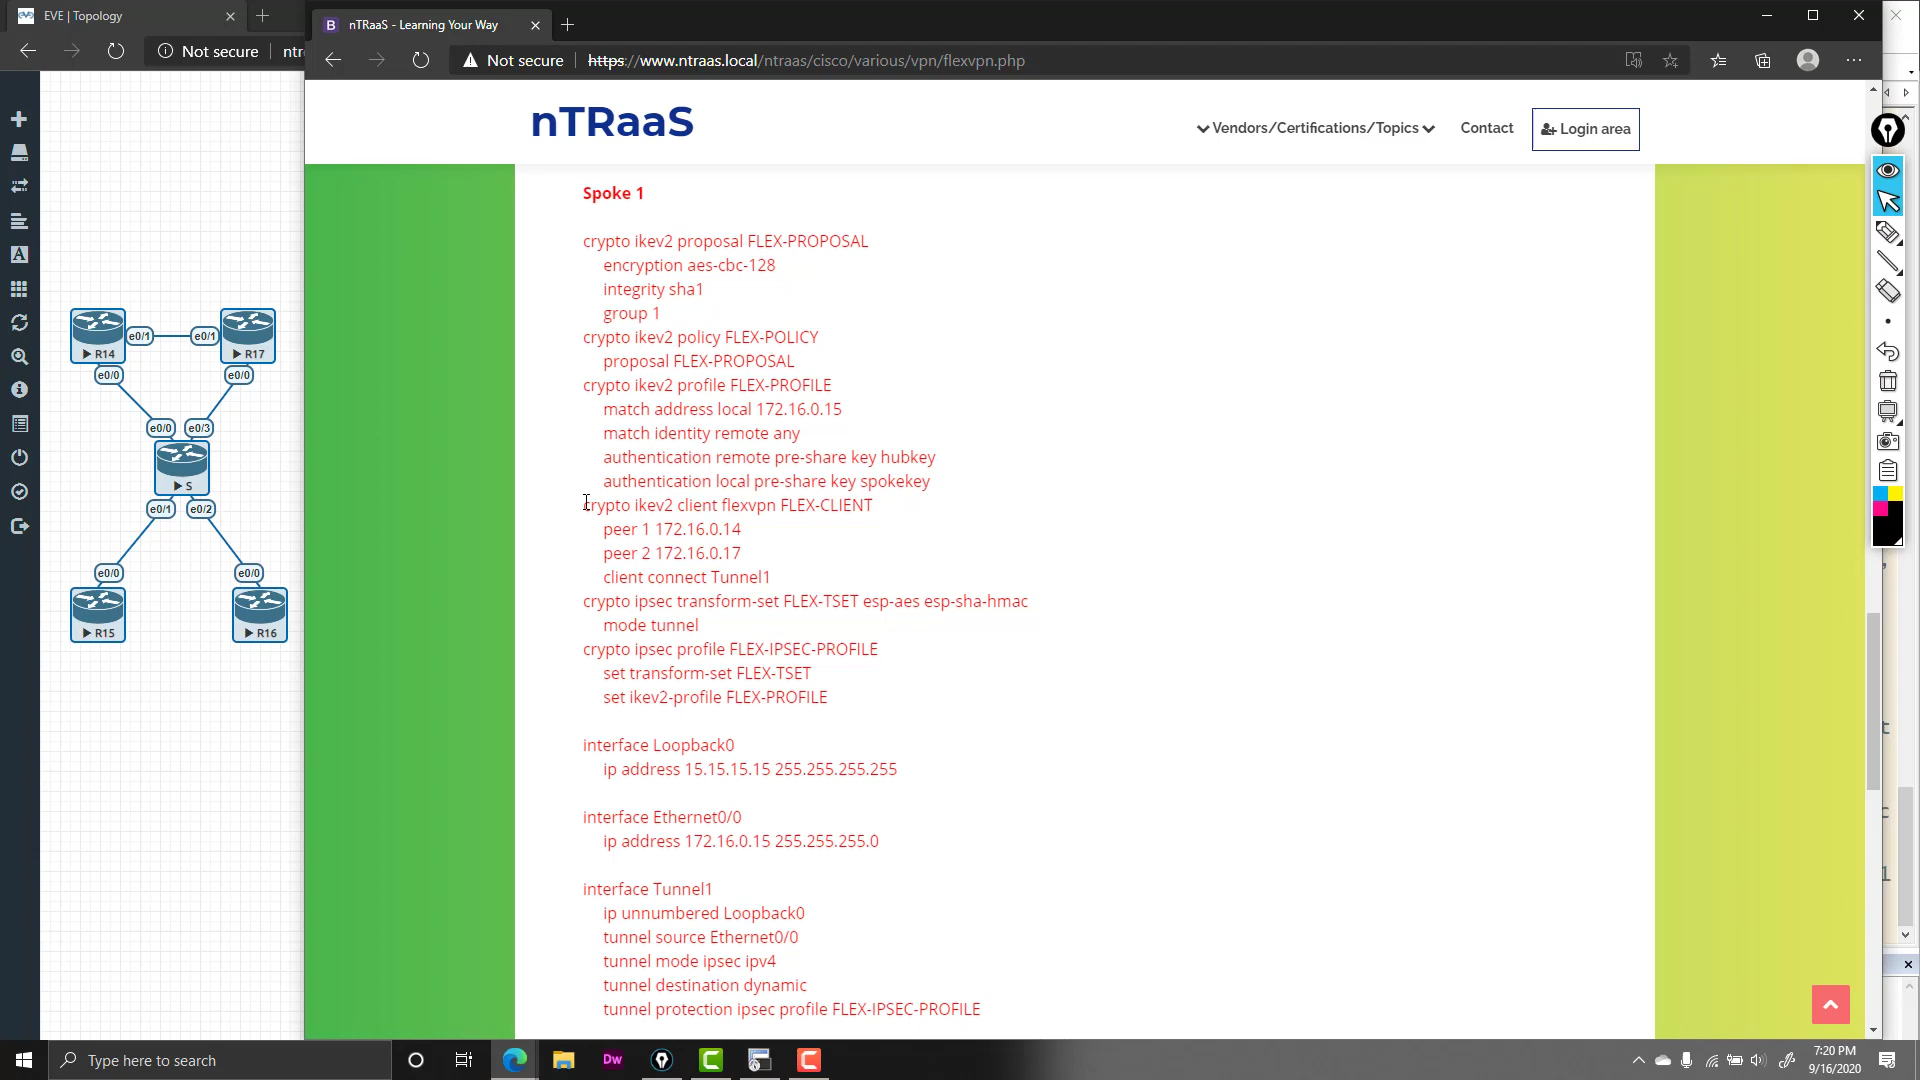 EVE | Topology
nTRaaS - Learning Your Way
Not secure
ntr
Not secure
https://www.ntraas.local/ntraas/cisco/various/vpn/flexvpn.php
nTRaaS
Vendors/Certifications/Topics
Contact
Login area
Spoke 1
crypto ikev2 proposal FLEX-PROPOSAL
encryption aes-cbc-128
integrity sha1
group 1
crypto ikev2 policy FLEX-POLICY
proposal FLEX-PROPOSAL
crypto ikev2 profile FLEX-PROFILE
match address local 172.16.0.15
match identity remote any
authentication remote pre-share key hubkey
authentication local pre-share key spokekey
crypto ikev2 client flexvpn FLEX-CLIENT
peer 1 172.16.0.14
peer 2 172.16.0.17
client connect Tunnel1
crypto ipsec transform-set FLEX-TSET esp-aes esp-sha-hmac
mode tunnel
crypto ipsec profile FLEX-IPSEC-PROFILE
set transform-set FLEX-TSET
set ikev2-profile FLEX-PROFILE
interface Loopback0
ip address 15.15.15.15 255.255.255.255
interface Ethernet0/0
ip address 172.16.0.15 255.255.255.0
interface Tunnel1
ip unnumbered Loopback0
tunnel source Ethernet0/0
tunnel mode ipsec ipv4
tunnel destination dynamic
tunnel protection ipsec profile FLEX-IPSEC-PROFILE
e0/1
e0/1
R14
R17
e0/0
e0/0
e0/0
e0/3
S
e0/1
e0/2
e0/0
e0/0
R15
R16
Type here to search
Dw
7:20 PM
9/16/2020